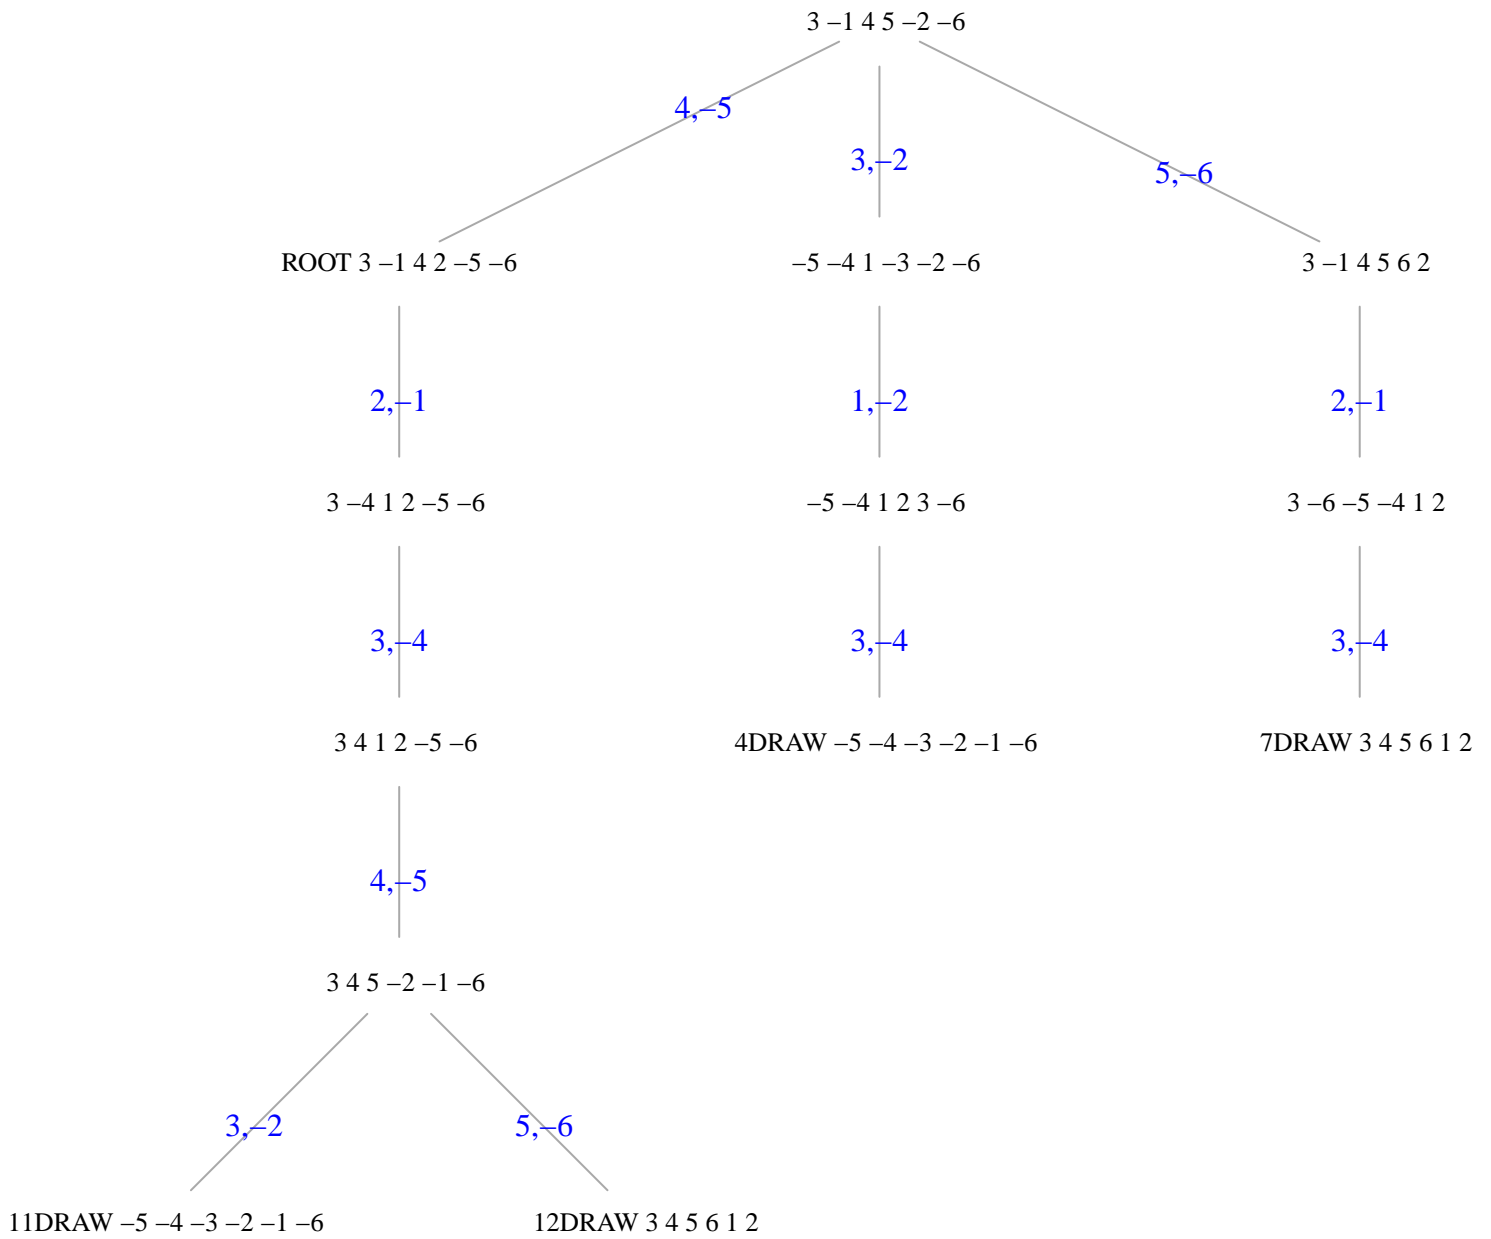 3 –1 4 5 –2 –6
4,–5
3,–2
5,–6
ROOT 3 –1 4 2 –5 –6
–5 –4 1 –3 –2 –6
3 –1 4 5 6 2
2,–1
1,–2
2,–1
3 –4 1 2 –5 –6
–5 –4 1 2 3 –6
3 –6 –5 –4 1 2
3,–4
3,–4
3,–4
3 4 1 2 –5 –6
4DRAW –5 –4 –3 –2 –1 –6
7DRAW 3 4 5 6 1 2
4,–5
3 4 5 –2 –1 –6
3,–2
5,–6
11DRAW –5 –4 –3 –2 –1 –6
12DRAW 3 4 5 6 1 2